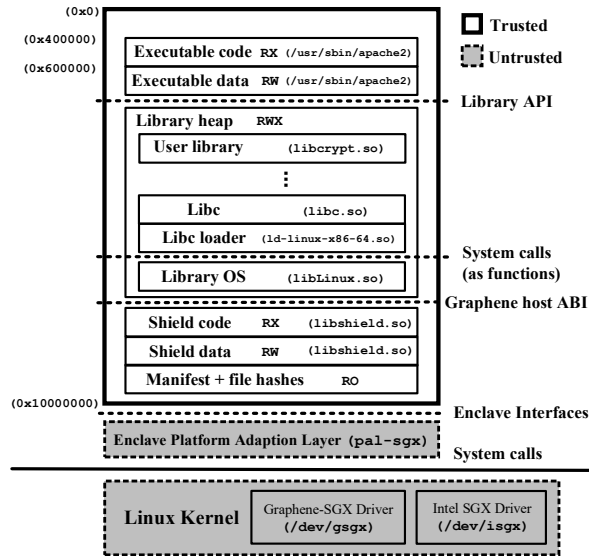 (0x0)
Trusted
Untrusted
(0x400000)
Executable code RX (/usr/sbin/apache2)
(0x600000)
Executable data RW (/usr/sbin/apache2)
Library API
Library heap RWX
User library (libcrypt.so)
⋮
Libc (libc.so)
Libc loader (ld-linux-x86-64.so)
System calls
(as functions)
Library OS (libLinux.so)
Graphene host ABI
Shield code RX (libshield.so)
Shield data RW (libshield.so)
Manifest + file hashes RO
(0x10000000)
Enclave Interfaces
Enclave Platform Adaption Layer (pal-sgx)
System calls
Linux Kernel
Graphene-SGX Driver
(/dev/gsgx)
Intel SGX Driver
(/dev/isgx)